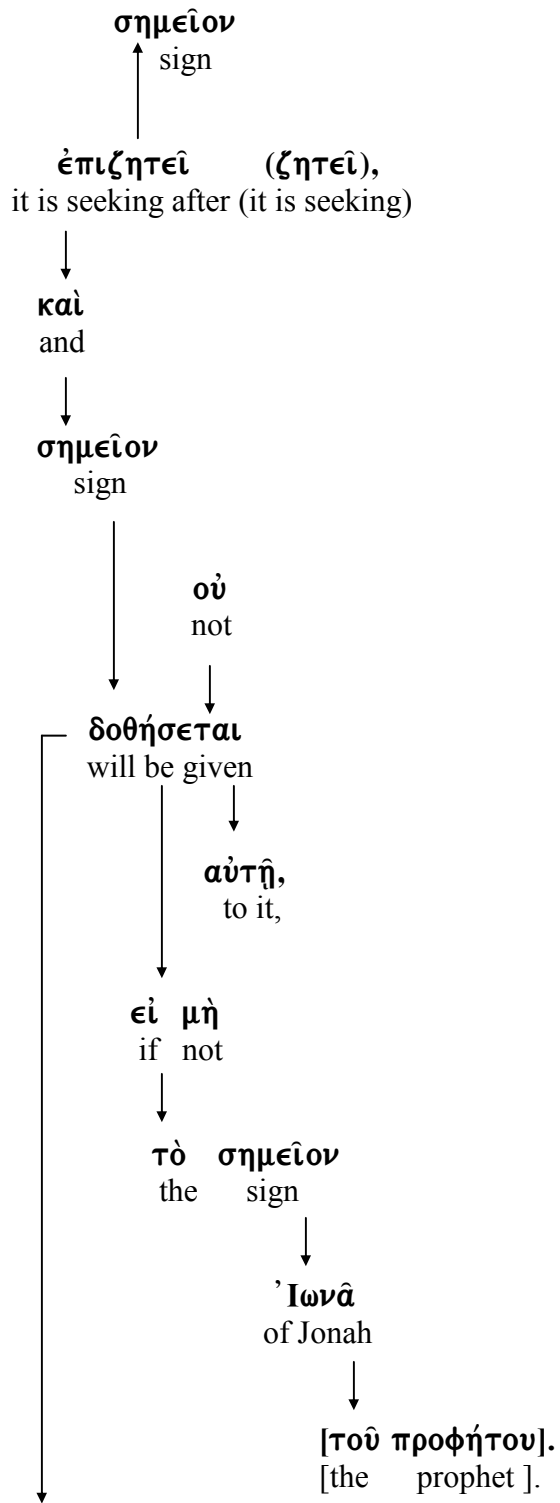 σημεῖον
sign
ἐπιζητεῖ (ζητεῖ),
it is seeking after (it is seeking)
καὶ
and
σημεῖον
sign
οὐ
not
δοθήσεται
will be given
αὐτῇ,
to it,
εἰ μὴ
if not
τὸ σημεῖον
the sign
Ἰωνᾶ
of Jonah
[τοῦ προφήτου].
[the prophet ].